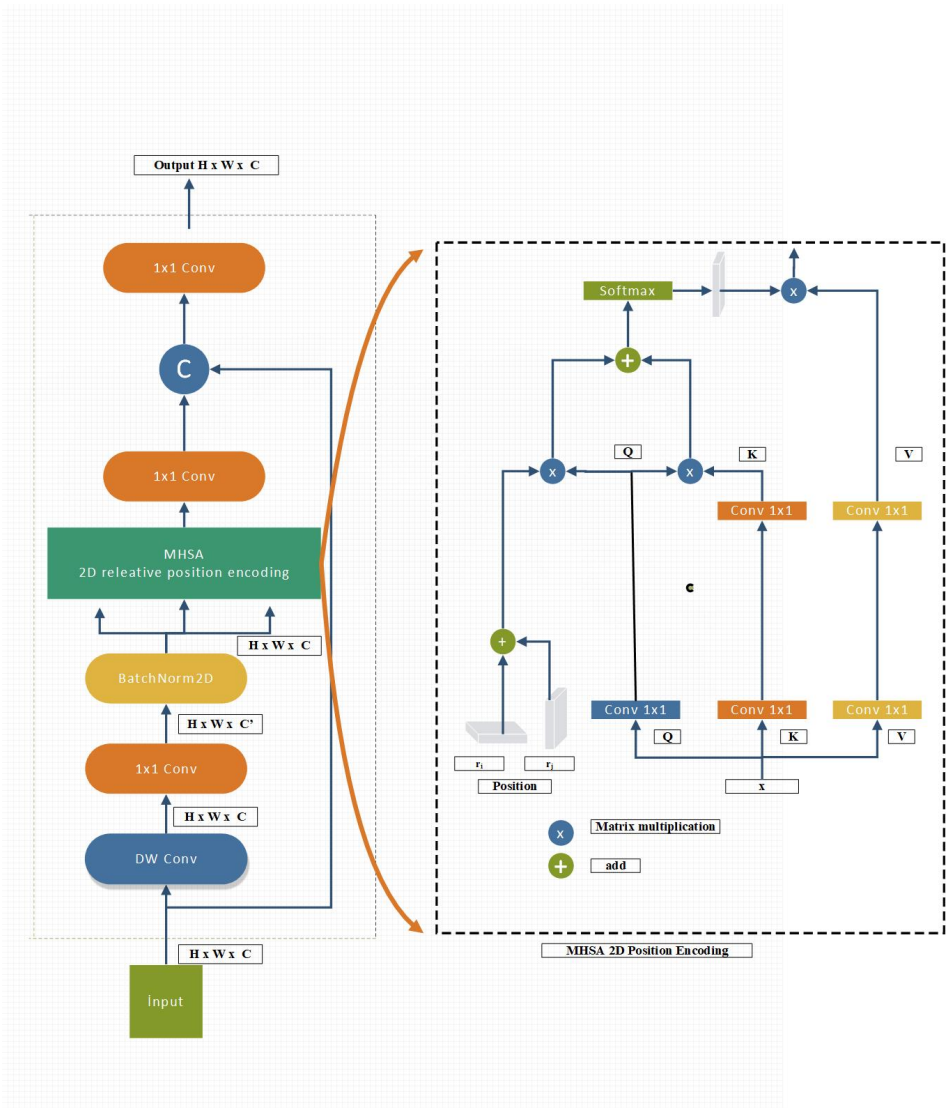 Output H x W x C
1x1 Conv
C
1x1 Conv
MHSA
2D releative position encoding
H x W x C
BatchNorm2D
H x W x C'
1x1 Conv
H x W x C
DW Conv
H x W x C
İnput
Softmax
x
+
Q
K
V
x
x
Conv 1x1
Conv 1x1
+
Conv 1x1
Conv 1x1
Conv 1x1
Q
K
V
rᵢ
rⱼ
Position
x
x
Matrix multiplication
+
add
MHSA 2D Position Encoding